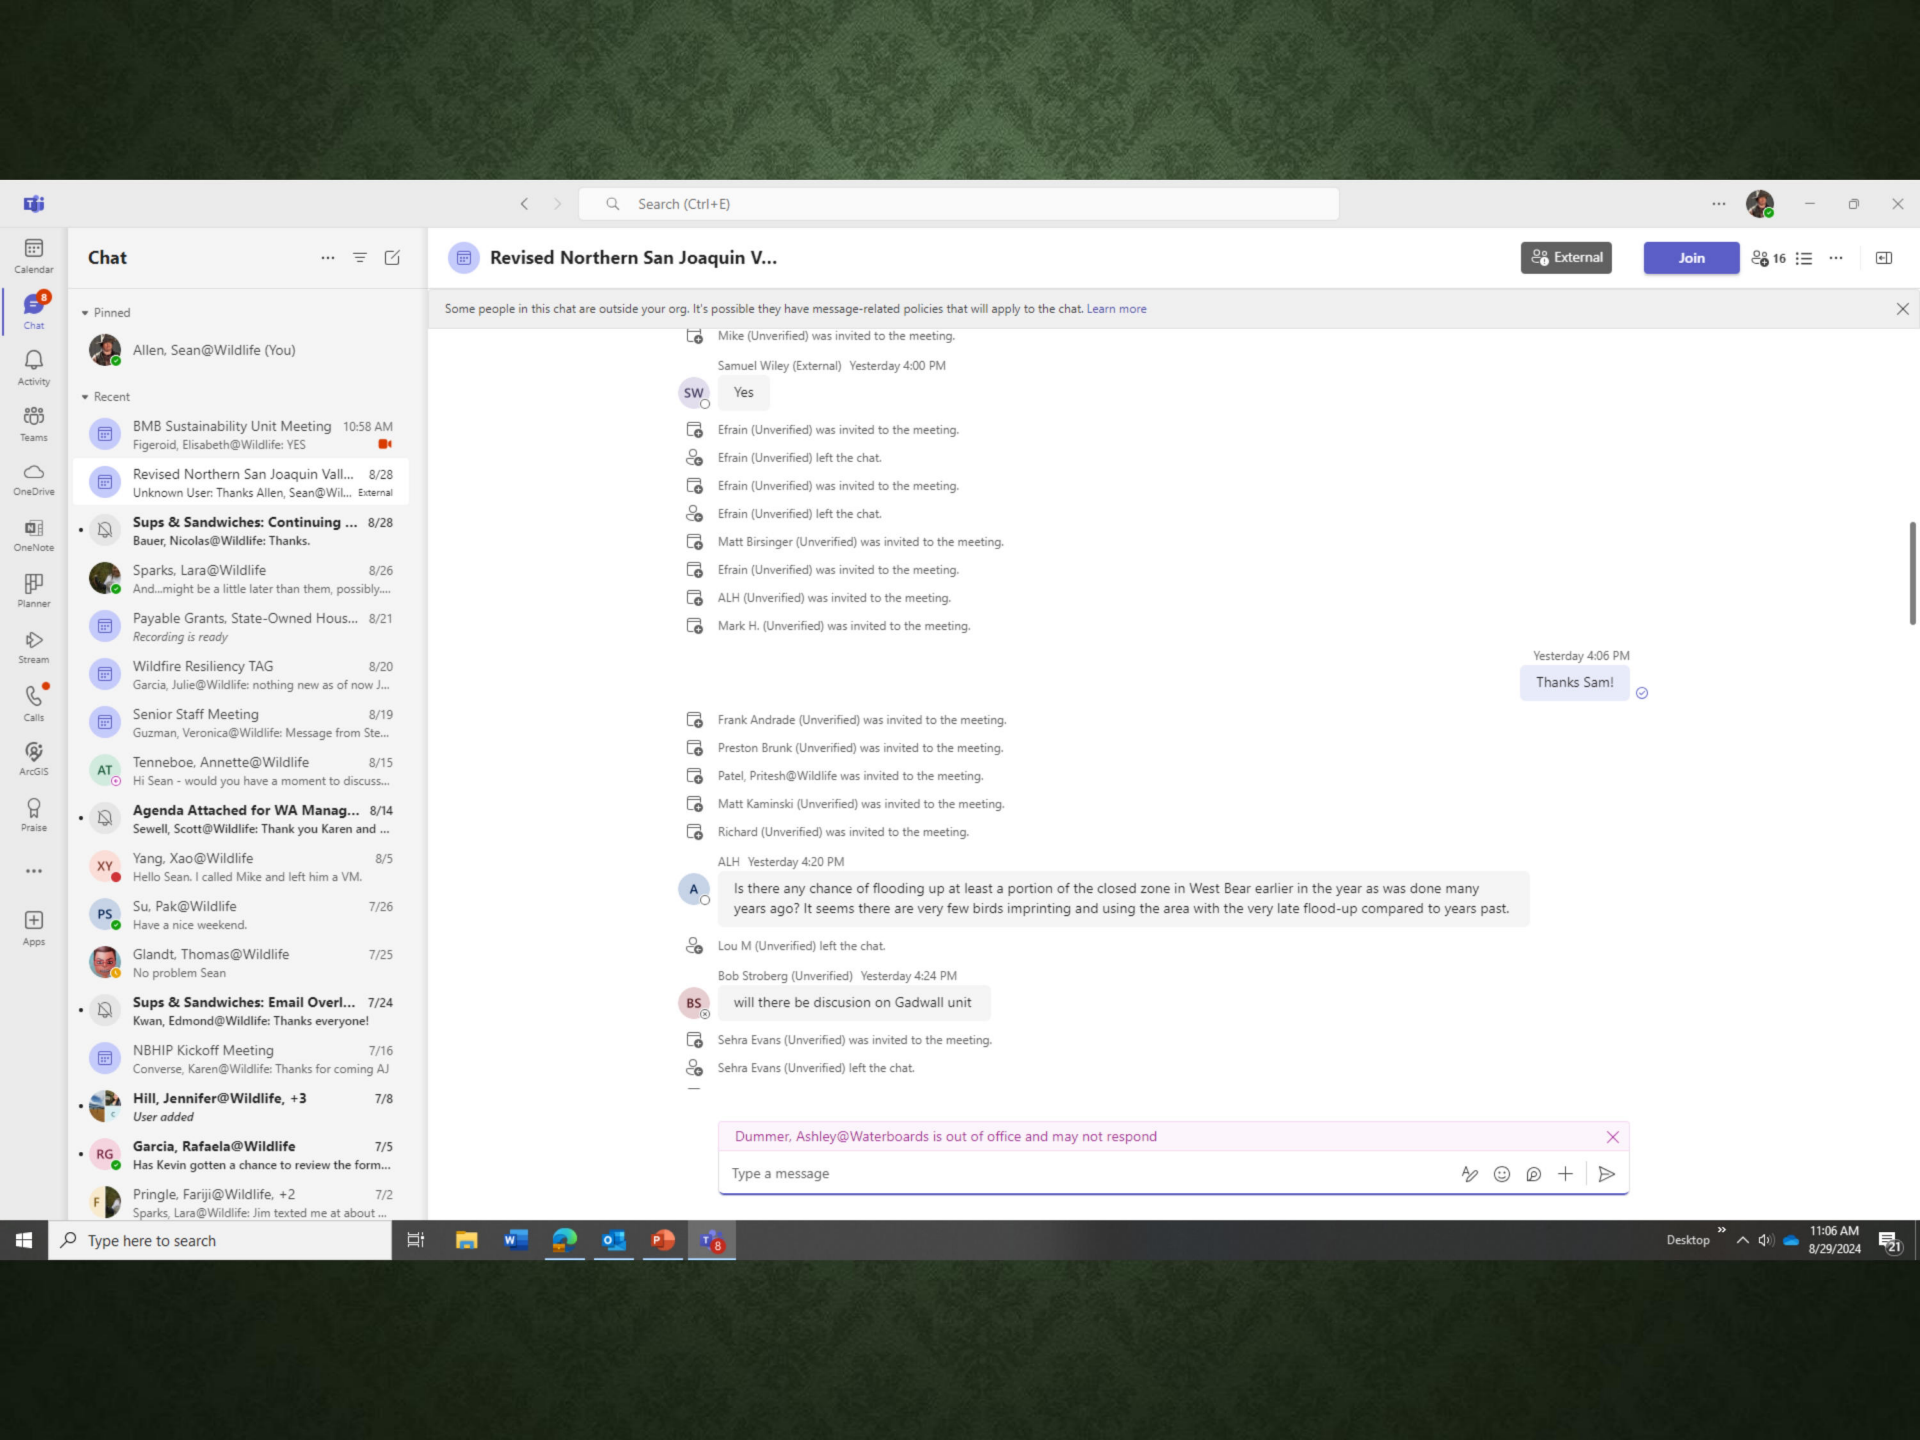 Search (Ctrl+E)
Calendar
8
Chat
Activity
Teams
OneDrive
OneNote
Planner
Stream
Calls
ArcGIS
Praise
Apps
Chat
Pinned
Allen, Sean@Wildlife (You)
Recent
BMB Sustainability Unit Meeting 10:58 AM
Figeroid, Elisabeth@Wildlife: YES
Revised Northern San Joaquin Vall... 8/28
Unknown User: Thanks Allen, Sean@Wil... External
Sups & Sandwiches: Continuing ... 8/28
Bauer, Nicolas@Wildlife: Thanks.
Sparks, Lara@Wildlife 8/26
And...might be a little later than them, possibly....
Payable Grants, State-Owned Hous... 8/21
Recording is ready
Wildfire Resiliency TAG 8/20
Garcia, Julie@Wildlife: nothing new as of now J...
Senior Staff Meeting 8/19
Guzman, Veronica@Wildlife: Message from Ste...
AT
Tenneboe, Annette@Wildlife 8/15
Hi Sean - would you have a moment to discuss...
Agenda Attached for WA Manag... 8/14
Sewell, Scott@Wildlife: Thank you Karen and ...
XY
Yang, Xao@Wildlife 8/5
Hello Sean. I called Mike and left him a VM.
PS
Su, Pak@Wildlife 7/26
Have a nice weekend.
Glandt, Thomas@Wildlife 7/25
No problem Sean
Sups & Sandwiches: Email Overl... 7/24
Kwan, Edmond@Wildlife: Thanks everyone!
NBHIP Kickoff Meeting 7/16
Converse, Karen@Wildlife: Thanks for coming AJ
Hill, Jennifer@Wildlife, +3 7/8
User added
RG
Garcia, Rafaela@Wildlife 7/5
Has Kevin gotten a chance to review the form...
F
Pringle, Fariji@Wildlife, +2 7/2
Sparks, Lara@Wildlife: Jim texted me at about ...
Revised Northern San Joaquin V...
External
Join
16
Some people in this chat are outside your org. It's possible they have message-related policies that will apply to the chat. Learn more
Mike (Unverified) was invited to the meeting.
Samuel Wiley (External) Yesterday 4:00 PM
SW
Yes
Efrain (Unverified) was invited to the meeting.
Efrain (Unverified) left the chat.
Efrain (Unverified) was invited to the meeting.
Efrain (Unverified) left the chat.
Matt Birsinger (Unverified) was invited to the meeting.
Efrain (Unverified) was invited to the meeting.
ALH (Unverified) was invited to the meeting.
Mark H. (Unverified) was invited to the meeting.
Yesterday 4:06 PM
Thanks Sam!
Frank Andrade (Unverified) was invited to the meeting.
Preston Brunk (Unverified) was invited to the meeting.
Patel, Pritesh@Wildlife was invited to the meeting.
Matt Kaminski (Unverified) was invited to the meeting.
Richard (Unverified) was invited to the meeting.
ALH Yesterday 4:20 PM
A
Is there any chance of flooding up at least a portion of the closed zone in West Bear earlier in the year as was done many
years ago? It seems there are very few birds imprinting and using the area with the very late flood-up compared to years past.
Lou M (Unverified) left the chat.
Bob Stroberg (Unverified) Yesterday 4:24 PM
BS
will there be discusion on Gadwall unit
Sehra Evans (Unverified) was invited to the meeting.
Sehra Evans (Unverified) left the chat.
Dummer, Ashley@Waterboards is out of office and may not respond
Type a message
Type here to search
8
Desktop
11:06 AM
8/29/2024
21